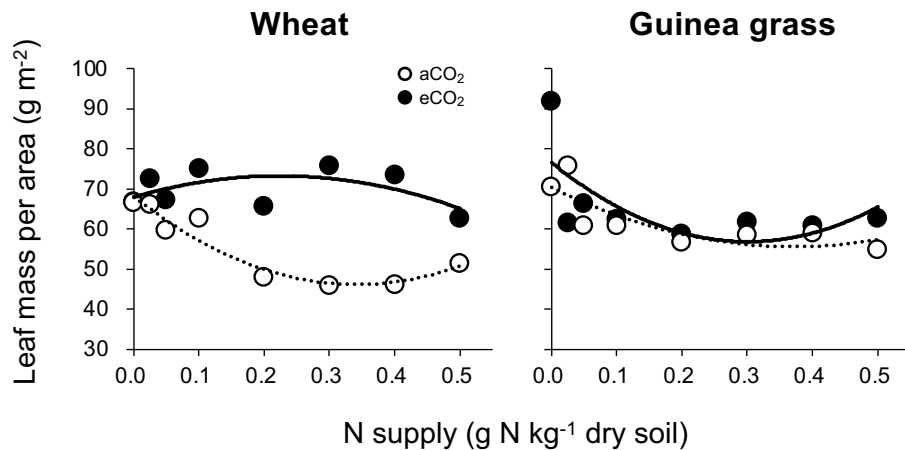 Wheat
Guinea grass
Leaf mass per area (g m⁻²)
100
90
80
70
60
50
40
30
aCO₂
eCO₂
0.0 0.1 0.2 0.3 0.4 0.5
0.0 0.1 0.2 0.3 0.4 0.5
N supply (g N kg⁻¹ dry soil)